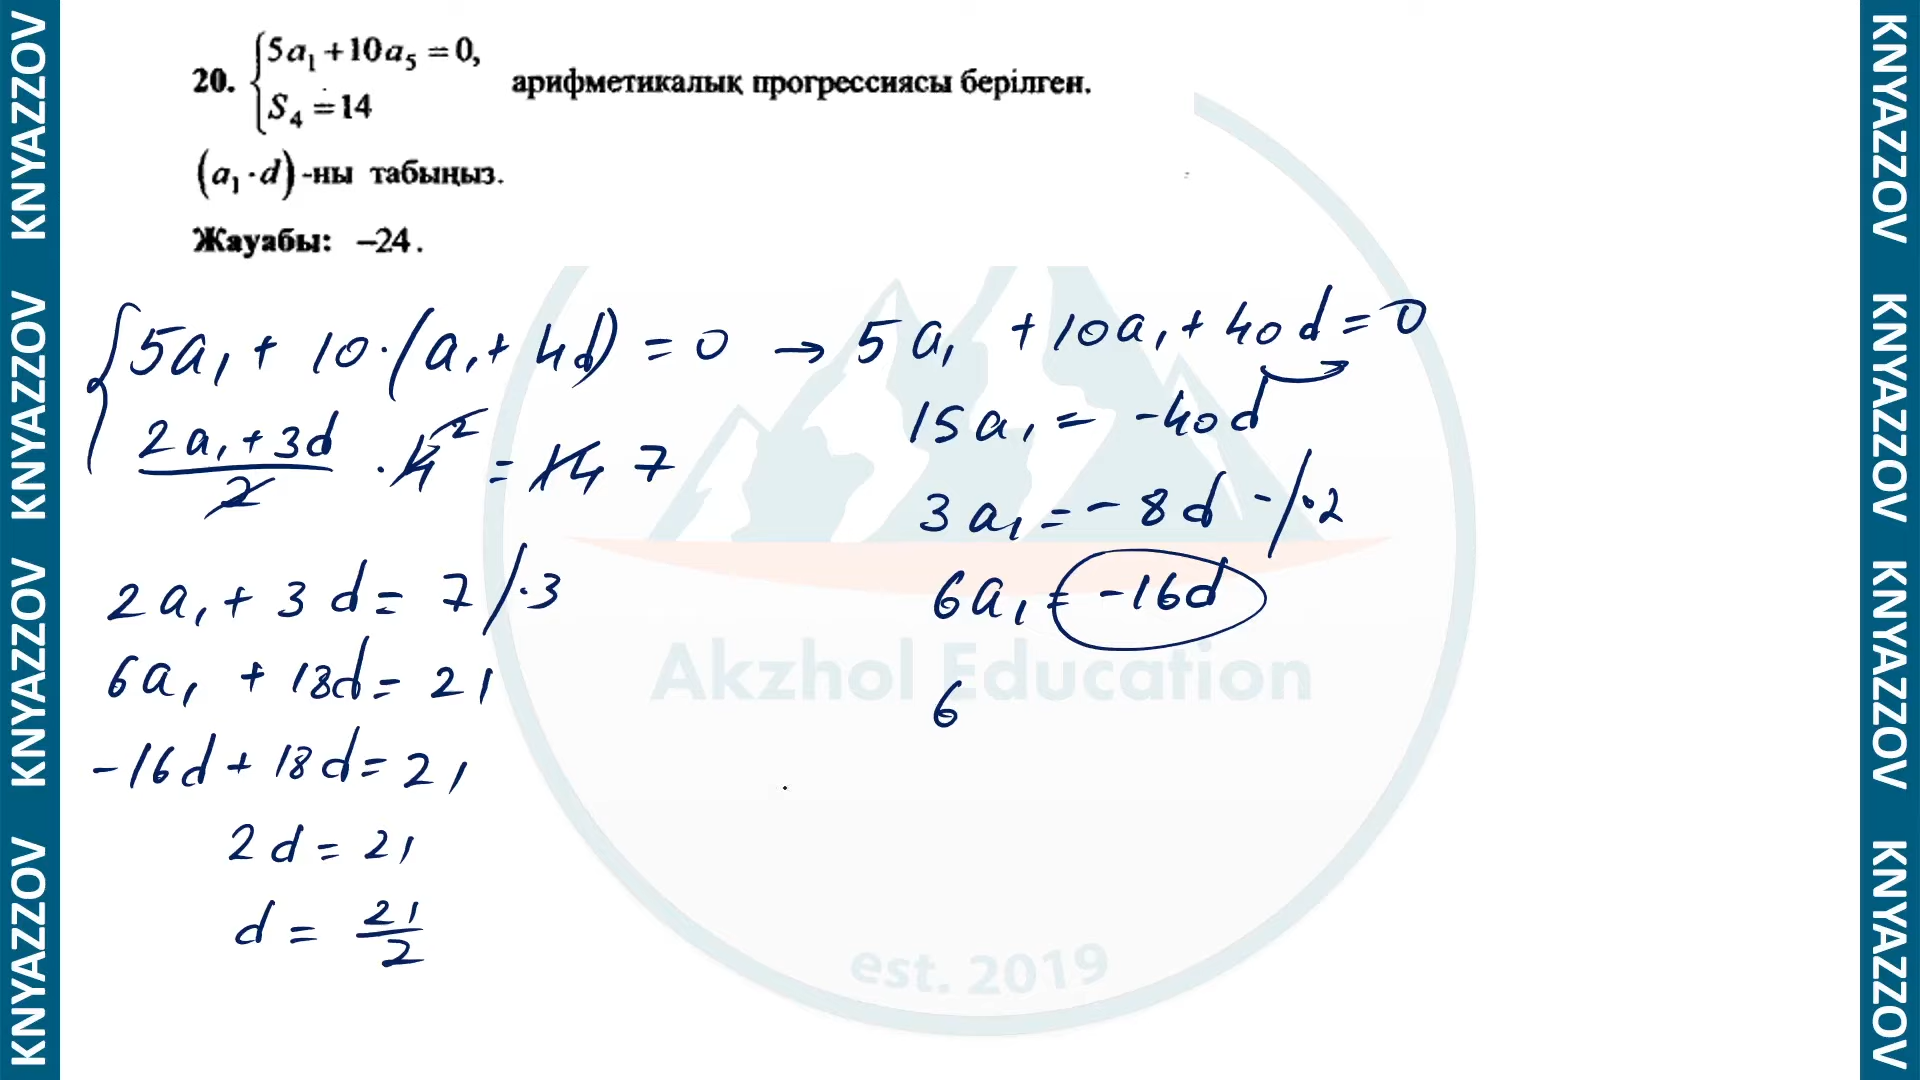 20. {5a₁ + 10a₅ = 0,
S₄ = 14
арифметикалық прогрессиясы берілген.
(a₁ · d) -ны табыңыз.
Жауабы: –24.
5a₁ + 10·(a₁ + 4d) = 0 → 5a₁ + 10a₁ + 40d = 0
(2a₁ + 3d)/2 · 4 ² = 14 7
15a₁ = -40d
3a₁ = -8d -/·2
6a₁ = -16d
6
2a₁ + 3d = 7 /·3
6a₁ + 18d = 21
-16d + 18d = 21
2d = 21
d = 21/2
Akzhol Education
est. 2019
KNYAZZOV KNYAZZOV KNYAZZOV KNYAZZOV
KNYAZZOV KNYAZZOV KNYAZZOV KNYAZZOV